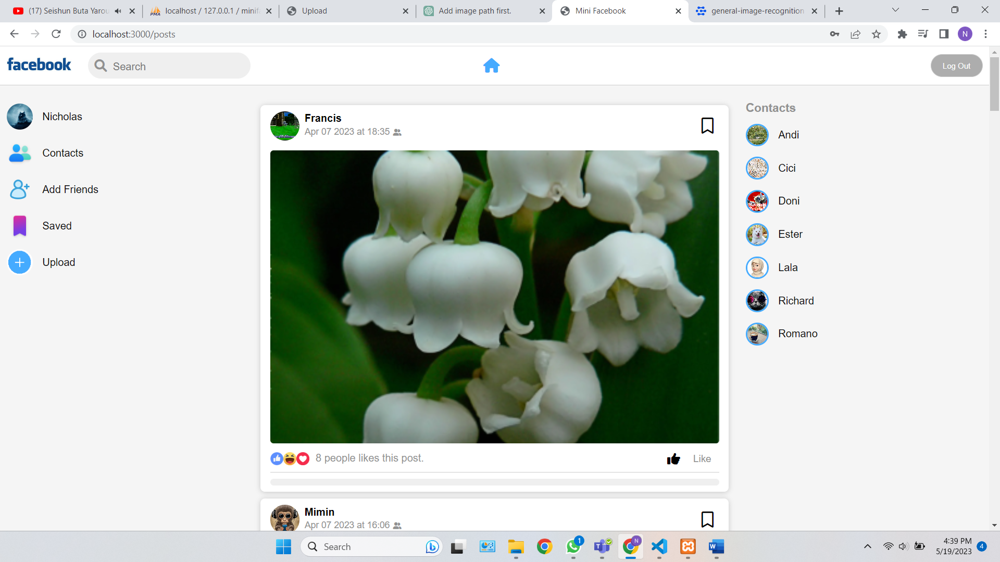 (17) Seishun Buta Yarou
localhost / 127.0.0.1 / minifa
Upload
Add image path first.
Mini Facebook
general-image-recognition
localhost:3000/posts
N
facebook
Search
Log Out
Nicholas
Contacts
Add Friends
Saved
Upload
Francis
Apr 07 2023 at 18:35
8 people likes this post.
Like
Mimin
Apr 07 2023 at 16:06
Contacts
Andi
Cici
Doni
Ester
Lala
Richard
Romano
Search
1
N
4:39 PM
5/19/2023
4